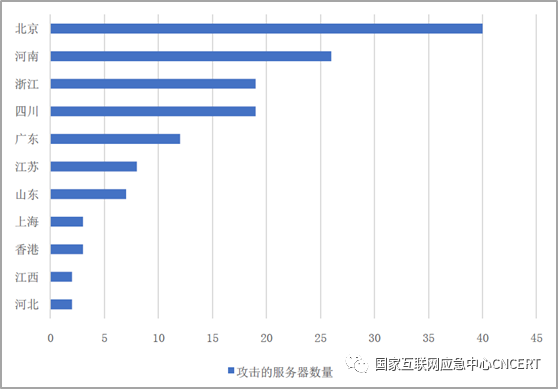 北京
河南
浙江
四川
广东
江苏
山东
上海
香港
江西
河北
0 5 10 15 20 25 30 35 40 45
攻击的服务器数量
国家互联网应急中心CNCERT